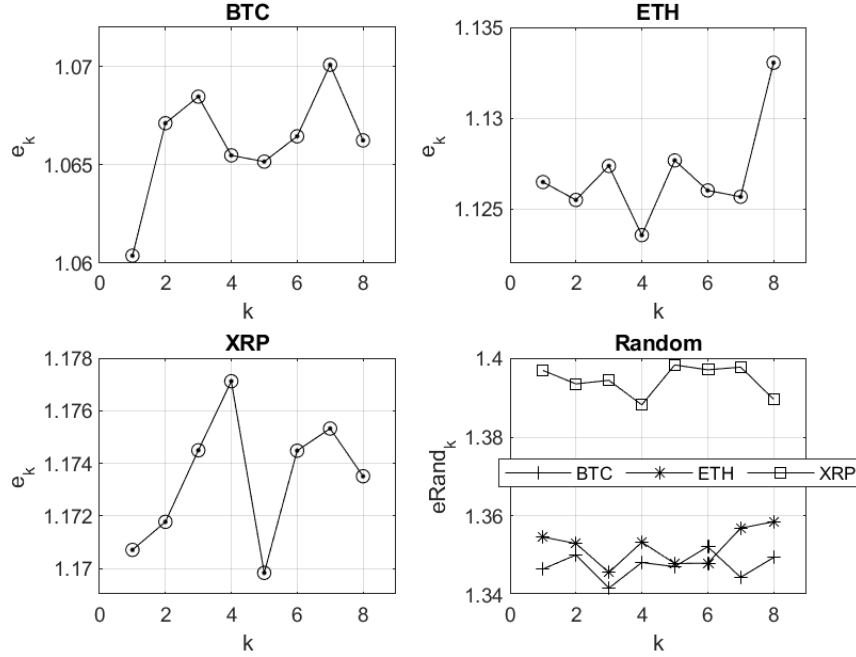 BTC
1.07
1.065
1.06
e_k
0 2 4 6 8
k
ETH
1.135
1.13
1.125
e_k
0 2 4 6 8
k
XRP
1.178
1.176
1.174
1.172
1.17
e_k
0 2 4 6 8
k
Random
1.4
1.38
1.36
1.34
eRand_k
BTC ETH XRP
0 2 4 6 8
k